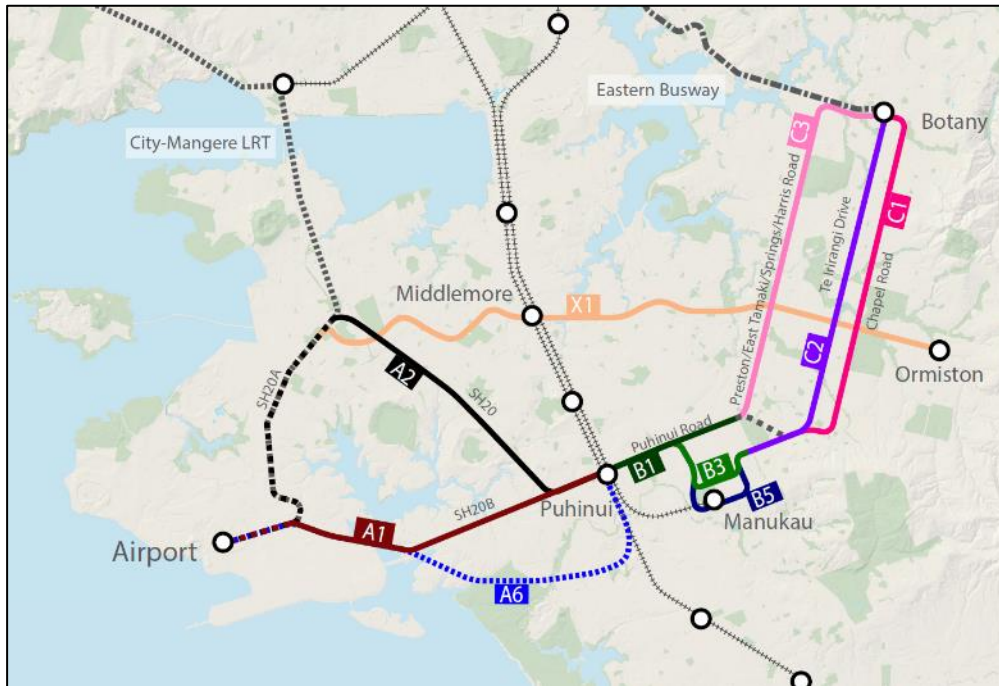 Eastern Busway
C3
Botany
City-Mangere LRT
Preston/East Tamaki/Springs/Harris Road
Te Irirangi Drive
C1
Chapel Road
Middlemore
X1
C2
Ormiston
A2
SH20A
SH20
Puhinui Road
B1
B3
B5
SH20B
Puhinui
Manukau
A1
Airport
A6